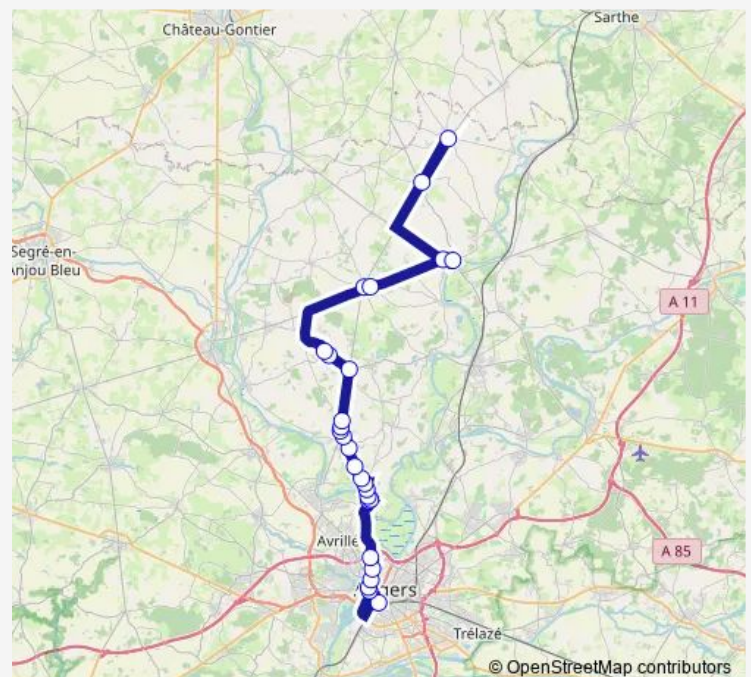 Sarthe
Château-Gontier
Segré-en-
Anjou Bleu
A 11
Avrillé
A 85
Trélazé
© OpenStreetMap contributors